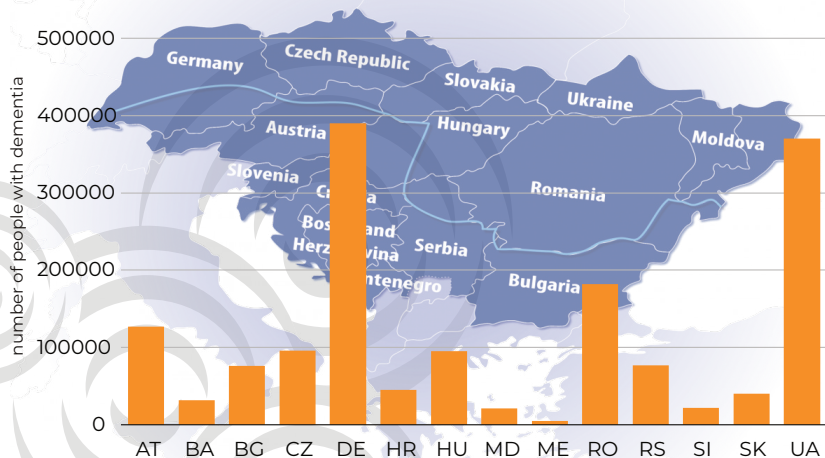 number of people with dementia
500000
400000
300000
200000
100000
0
Germany
Czech Republic
Slovakia
Ukraine
Austria
Hungary
Moldova
Slovenia
Romania
Serbia
Bulgaria
AT BA BG CZ DE HR HU MD ME RO RS SI SK UA